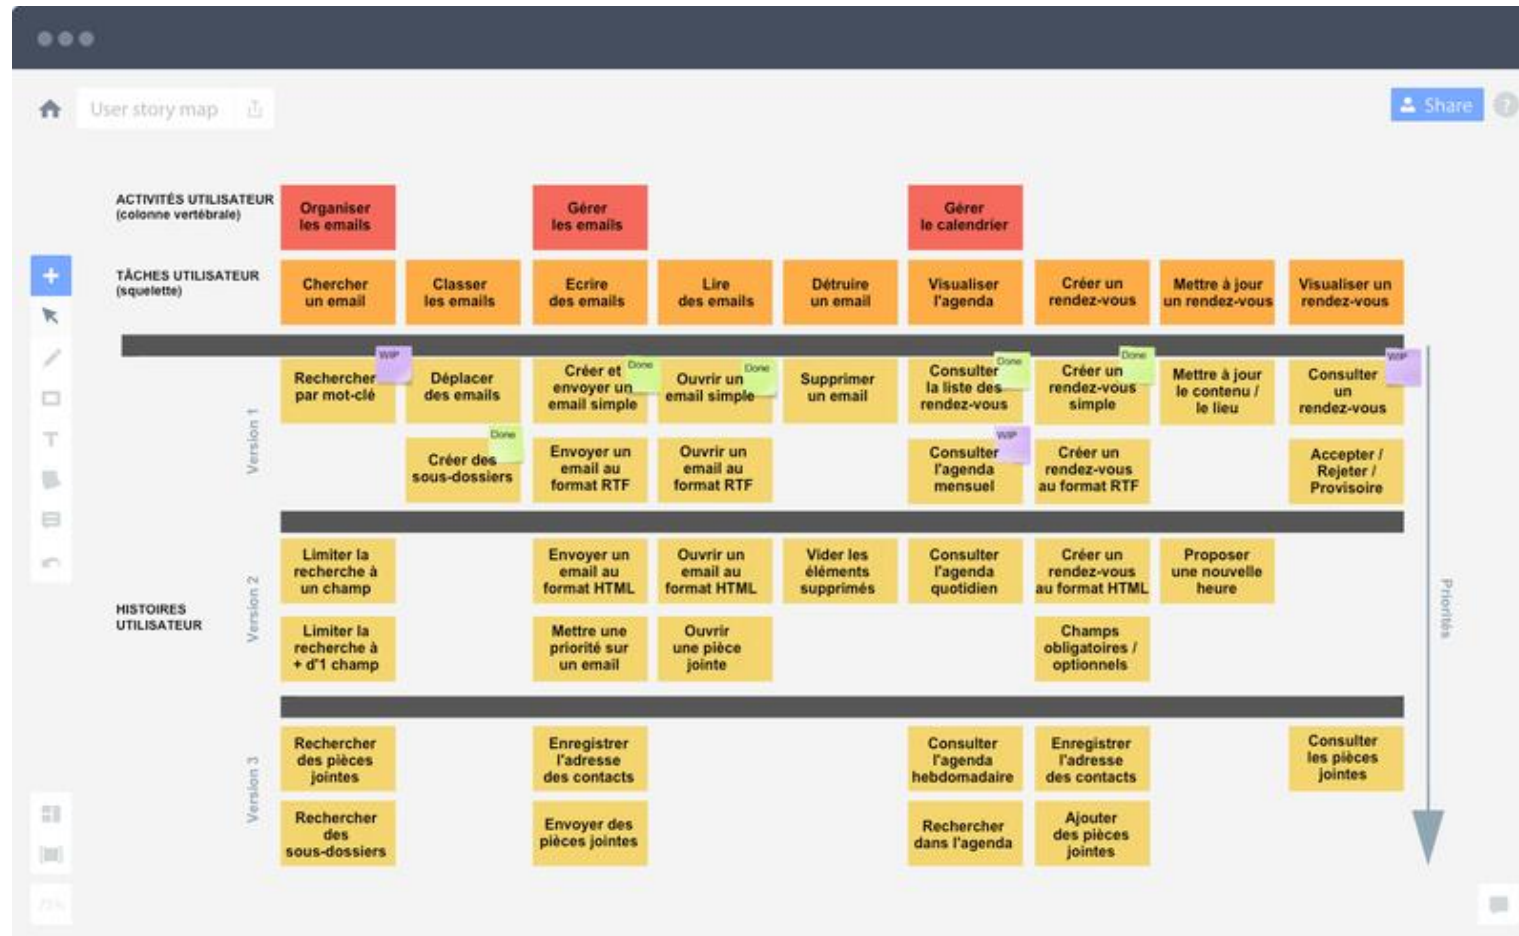 User story map
Share
?
ACTIVITÉS UTILISATEUR
(colonne vertébrale)
Organiser
les emails
Gérer
les emails
Gérer
le calendrier
TÂCHES UTILISATEUR
(squelette)
Chercher
un email
Classer
les emails
Ecrire
des emails
Lire
des emails
Détruire
un email
Visualiser
l'agenda
Créer un
rendez-vous
Mettre à jour
un rendez-vous
Visualiser un
rendez-vous
Version 1
WIP
Rechercher
par mot-clé
Déplacer
des emails
Done
Créer et
envoyer un
email simple
Done
Ouvrir un
email simple
Supprimer
un email
Done
Consulter
la liste des
rendez-vous
Done
Créer un
rendez-vous
simple
Mettre à jour
le contenu /
le lieu
WIP
Consulter
un
rendez-vous
Done
Créer des
sous-dossiers
Envoyer un
email au
format RTF
Ouvrir un
email au
format RTF
WIP
Consulter
l'agenda
mensuel
Créer un
rendez-vous
au format RTF
Accepter /
Rejeter /
Provisoire
HISTOIRES
UTILISATEUR
Version 2
Limiter la
recherche à
un champ
Envoyer un
email au
format HTML
Ouvrir un
email au
format HTML
Vider les
éléments
supprimés
Consulter
l'agenda
quotidien
Créer un
rendez-vous
au format HTML
Proposer
une nouvelle
heure
Limiter la
recherche à
+ d'1 champ
Mettre une
priorité sur
un email
Ouvrir
une pièce
jointe
Champs
obligatoires /
optionnels
Priorités
Version 3
Rechercher
des pièces
jointes
Enregistrer
l'adresse
des contacts
Consulter
l'agenda
hebdomadaire
Enregistrer
l'adresse
des contacts
Consulter
les pièces
jointes
Rechercher
des
sous-dossiers
Envoyer des
pièces jointes
Rechercher
dans l'agenda
Ajouter
des pièces
jointes